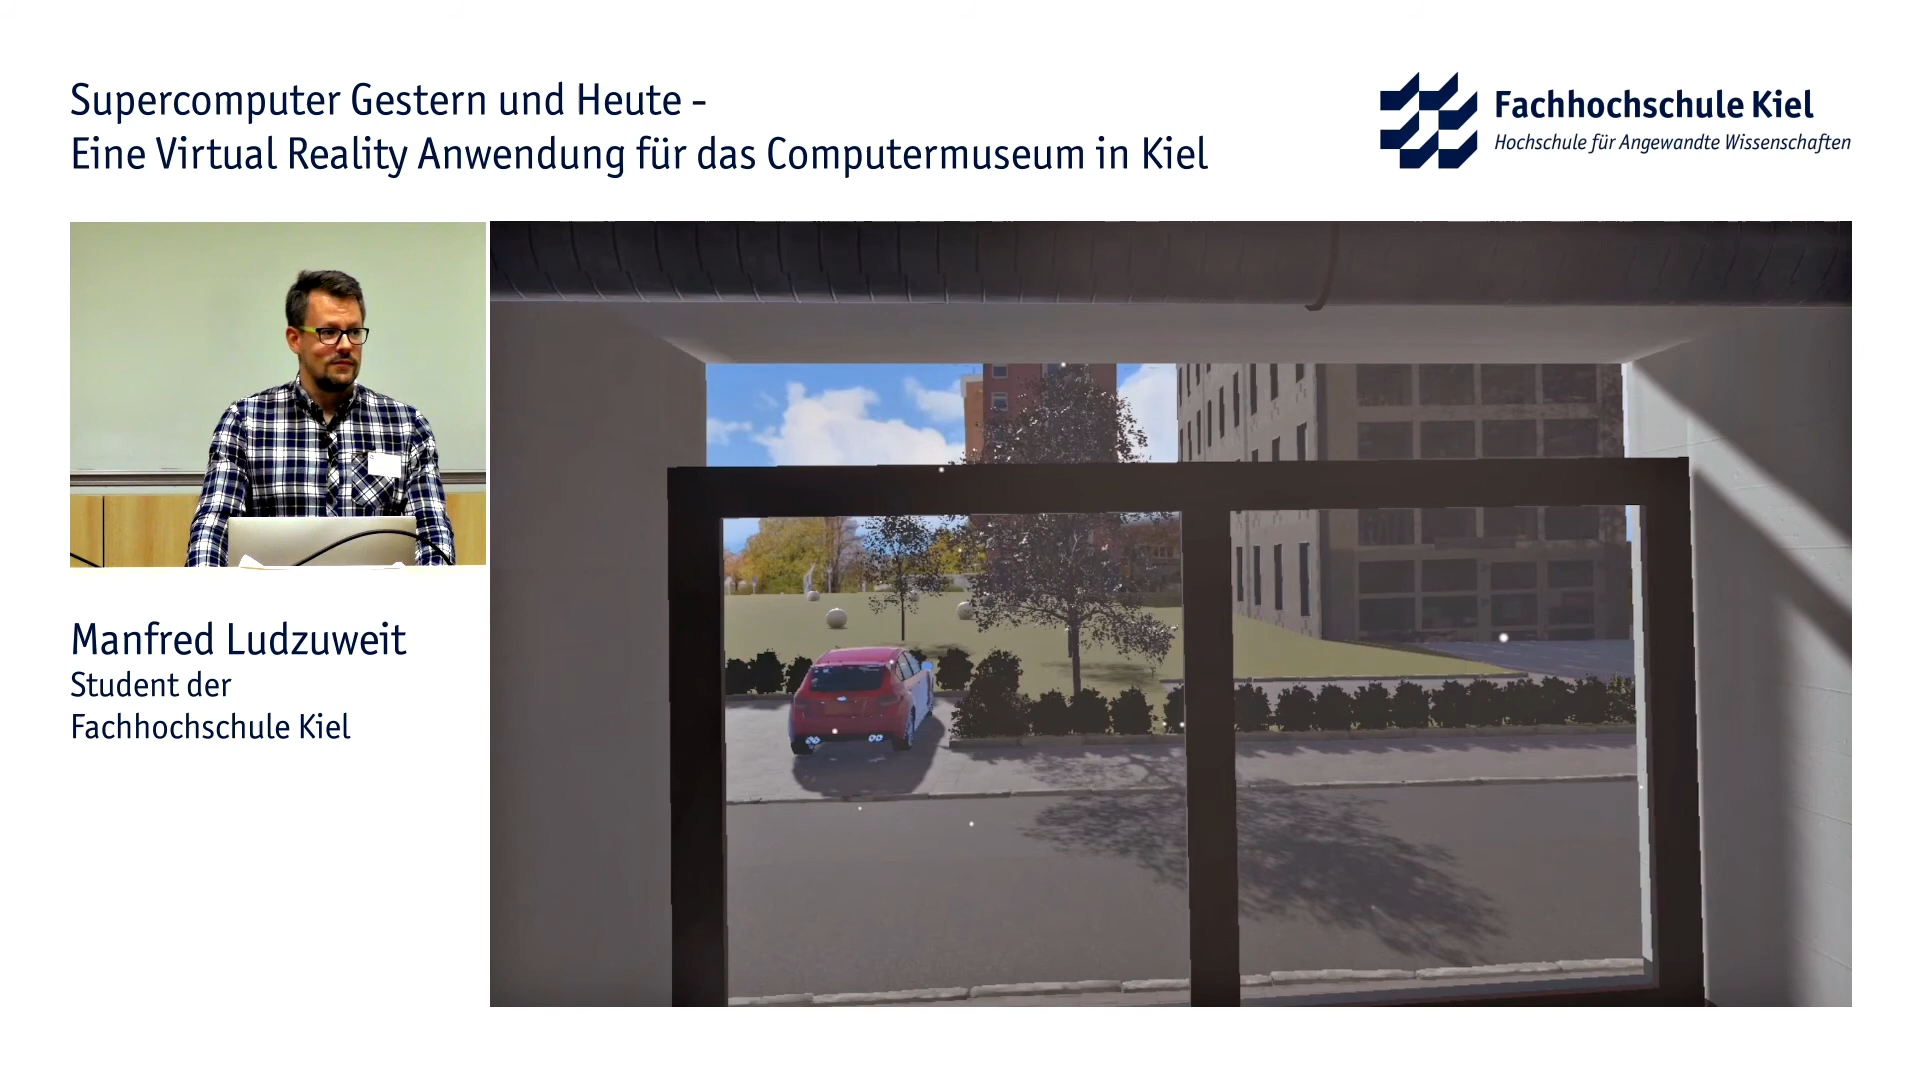 Supercomputer Gestern und Heute -
Eine Virtual Reality Anwendung für das Computermuseum in Kiel
Fachhochschule Kiel
Hochschule für Angewandte Wissenschaften
Manfred Ludzuweit
Student der
Fachhochschule Kiel